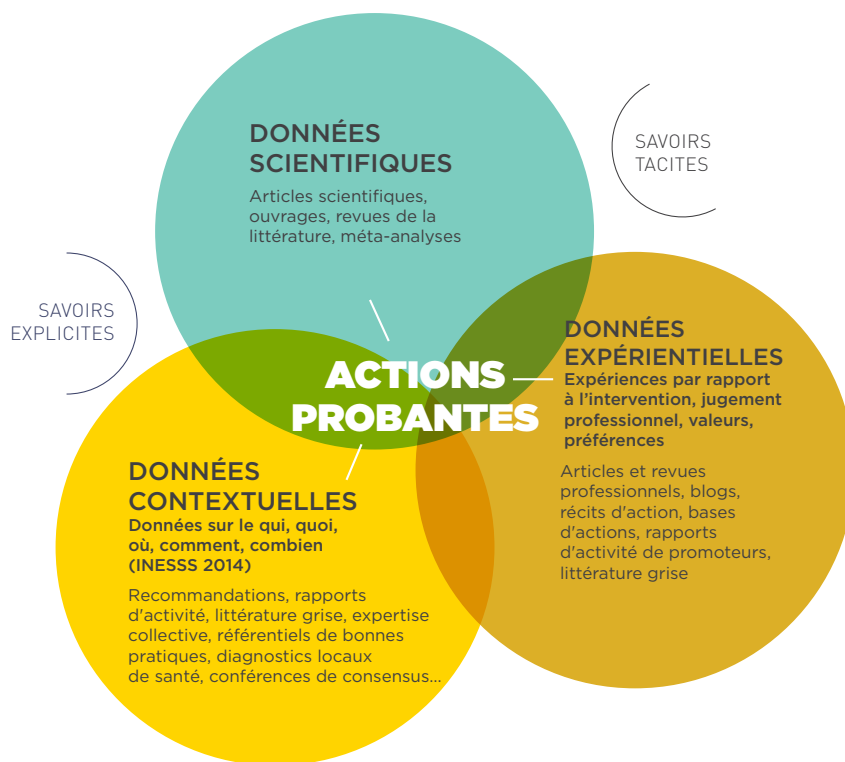 DONNÉES
SCIENTIFIQUES
Articles scientifiques,
ouvrages, revues de la
littérature, méta-analyses
SAVOIRS
TACITES
SAVOIRS
EXPLICITES
DONNÉES
EXPÉRIENTIELLES
Expériences par rapport
à l'intervention, jugement
professionnel, valeurs,
préférences
Articles et revues
professionnels, blogs,
récits d'action, bases
d'actions, rapports
d'activité de promoteurs,
littérature grise
ACTIONS
PROBANTES
DONNÉES
CONTEXTUELLES
Données sur le qui, quoi,
où, comment, combien
(INESSS 2014)
Recommandations, rapports
d'activité, littérature grise, expertise
collective, référentiels de bonnes
pratiques, diagnostics locaux
de santé, conférences de consensus...